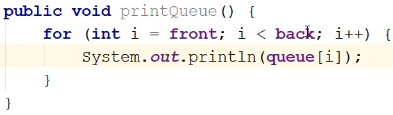 public void printQueue() {
    for (int i = front; i < back; i++) {
        System.out.println(queue[i]);
    }
}